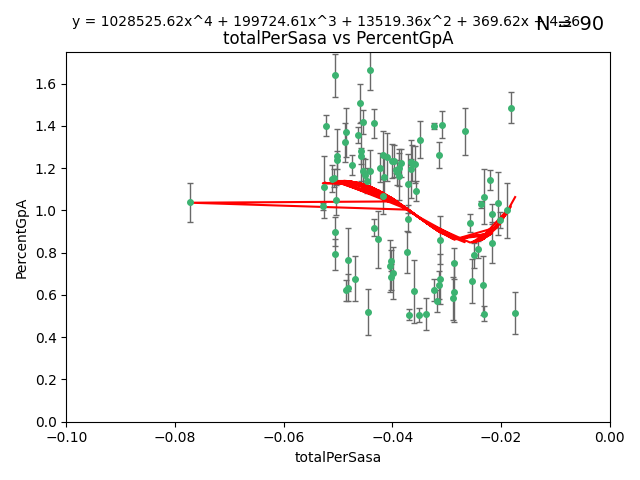 y = 1028525.62x^4 + 199724.61x^3 + 13519.36x^2 + 369.62x + 4.36
N = 90
totalPerSasa vs PercentGpA
PercentGpA
1.6
1.4
1.2
1.0
0.8
0.6
0.4
0.2
0.0
−0.10 −0.08 −0.06 −0.04 −0.02 0.00
totalPerSasa